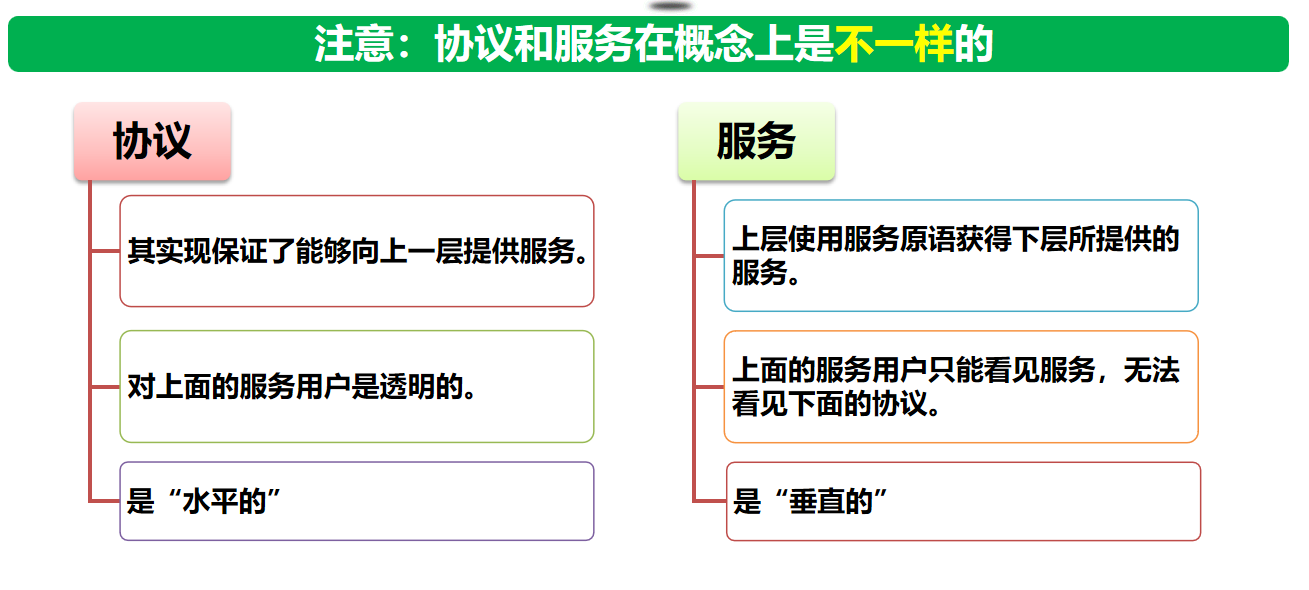 注意：协议和服务在概念上是不一样的
协议
其实现保证了能够向上一层提供服务。
对上面的服务用户是透明的。
是“水平的”
服务
上层使用服务原语获得下层所提供的
服务。
上面的服务用户只能看见服务，无法
看见下面的协议。
是“垂直的”